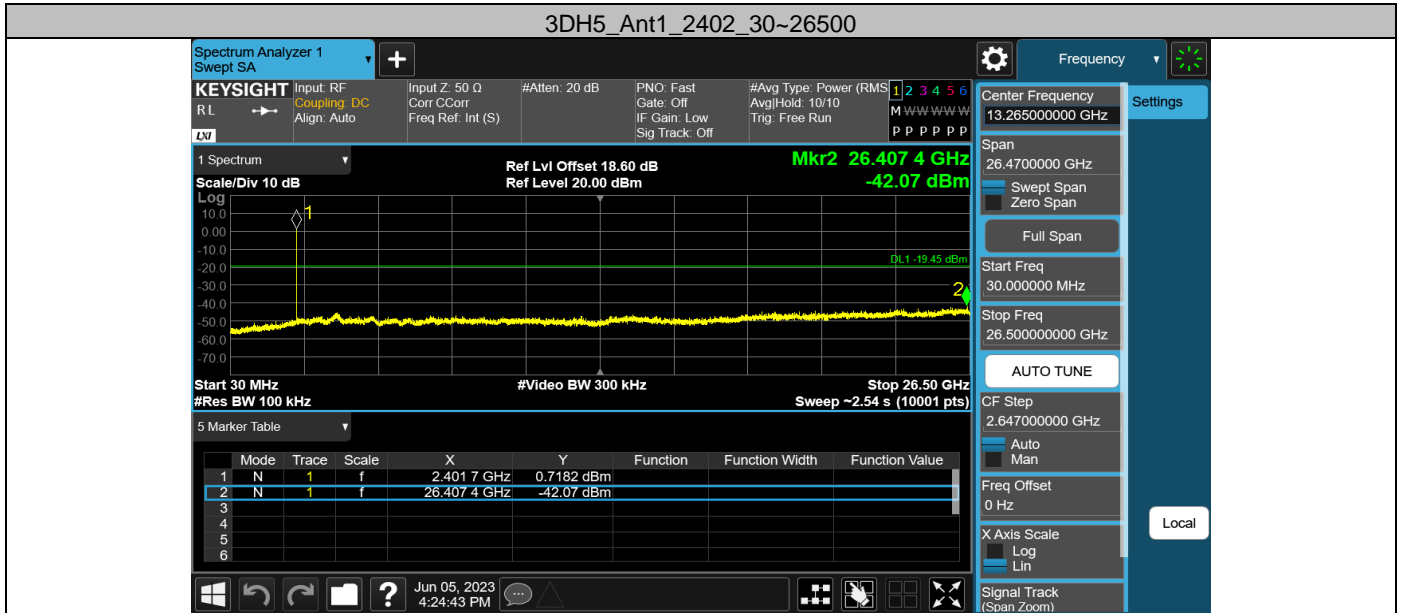 3DH5_Ant1_2402_30~26500
Spectrum Analyzer 1
Swept SA
Frequency
KEYSIGHT
RL
LXI
Input: RF
Coupling: DC
Align: Auto
Input Z: 50 Ω
Corr CCorr
Freq Ref: Int (S)
#Atten: 20 dB
PNO: Fast
Gate: Off
IF Gain: Low
Sig Track: Off
#Avg Type: Power (RMS
Avg|Hold: 10/10
Trig: Free Run
1 2 3 4 5 6
M W W W W W
P P P P P P
1 Spectrum
Scale/Div 10 dB
Ref Lvl Offset 18.60 dB
Ref Level 20.00 dBm
Mkr2 26.407 4 GHz
-42.07 dBm
Log
10.0
0.00
-10.0
-20.0
-30.0
-40.0
-50.0
-60.0
-70.0
1
DL1 -19.45 dBm
2
Start 30 MHz
#Video BW 300 kHz
Stop 26.50 GHz
#Res BW 100 kHz
Sweep ~2.54 s (10001 pts)
5 Marker Table
Mode Trace Scale X Y Function Function Width Function Value
1 N 1 f 2.401 7 GHz 0.7182 dBm
2 N 1 f 26.407 4 GHz -42.07 dBm
3
4
5
6
?
Jun 05, 2023
4:24:43 PM
Center Frequency
13.265000000 GHz
Settings
Span
26.4700000 GHz
Swept Span
Zero Span
Full Span
Start Freq
30.000000 MHz
Stop Freq
26.500000000 GHz
AUTO TUNE
CF Step
2.647000000 GHz
Auto
Man
Freq Offset
0 Hz
Local
X Axis Scale
Log
Lin
Signal Track
(Span Zoom)